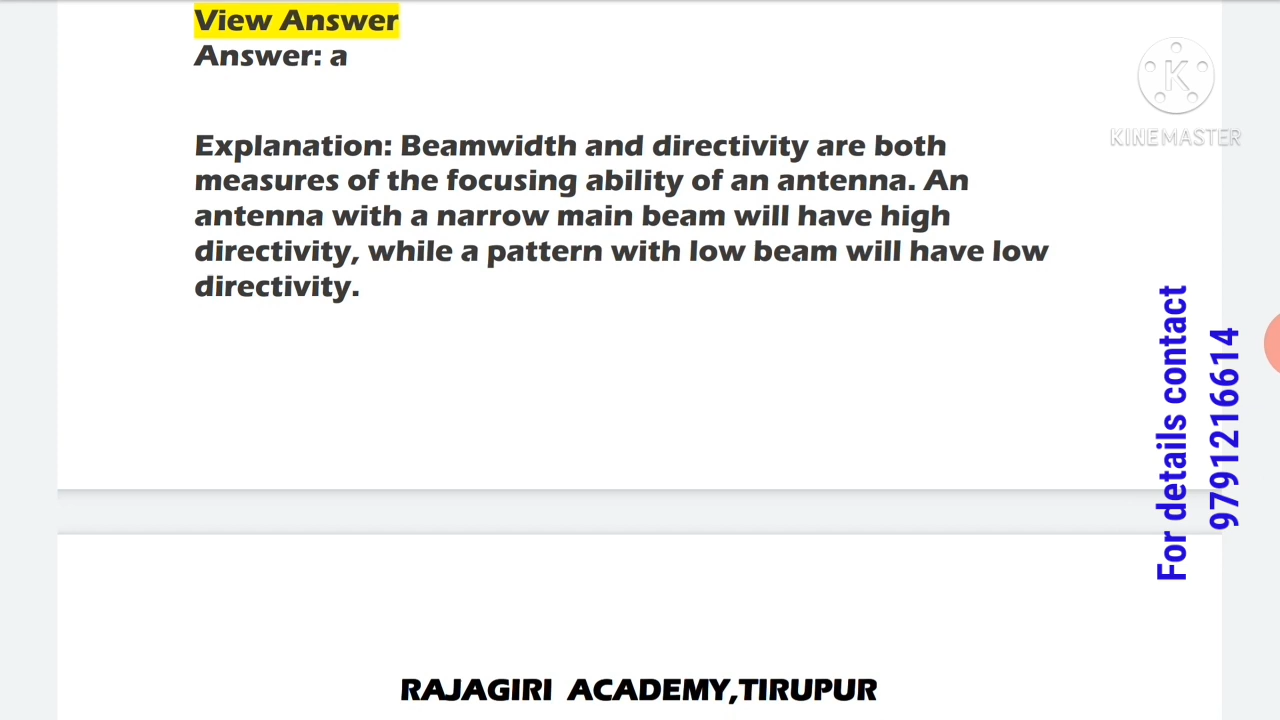 View Answer
Answer: a
KINEMASTER
Explanation: Beamwidth and directivity are both
measures of the focusing ability of an antenna. An
antenna with a narrow main beam will have high
directivity, while a pattern with low beam will have low
directivity.
For details contact
9791216614
RAJAGIRI ACADEMY,TIRUPUR